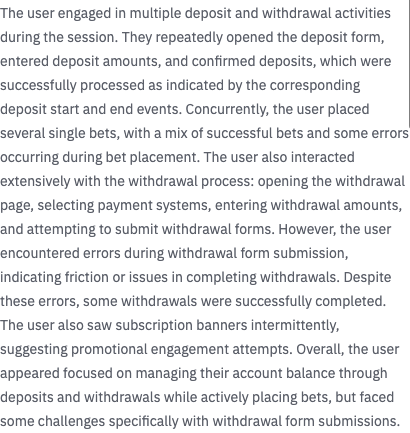 The user engaged in multiple deposit and withdrawal activities
during the session. They repeatedly opened the deposit form,
entered deposit amounts, and confirmed deposits, which were
successfully processed as indicated by the corresponding
deposit start and end events. Concurrently, the user placed
several single bets, with a mix of successful bets and some errors
occurring during bet placement. The user also interacted
extensively with the withdrawal process: opening the withdrawal
page, selecting payment systems, entering withdrawal amounts,
and attempting to submit withdrawal forms. However, the user
encountered errors during withdrawal form submission,
indicating friction or issues in completing withdrawals. Despite
these errors, some withdrawals were successfully completed.
The user also saw subscription banners intermittently,
suggesting promotional engagement attempts. Overall, the user
appeared focused on managing their account balance through
deposits and withdrawals while actively placing bets, but faced
some challenges specifically with withdrawal form submissions.